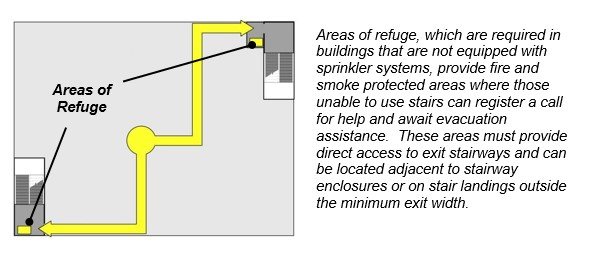 Areas of
Refuge
Areas of refuge, which are required in
buildings that are not equipped with
sprinkler systems, provide fire and
smoke protected areas where those
unable to use stairs can register a call
for help and await evacuation
assistance.  These areas must provide
direct access to exit stairways and can
be located adjacent to stairway
enclosures or on stair landings outside
the minimum exit width.